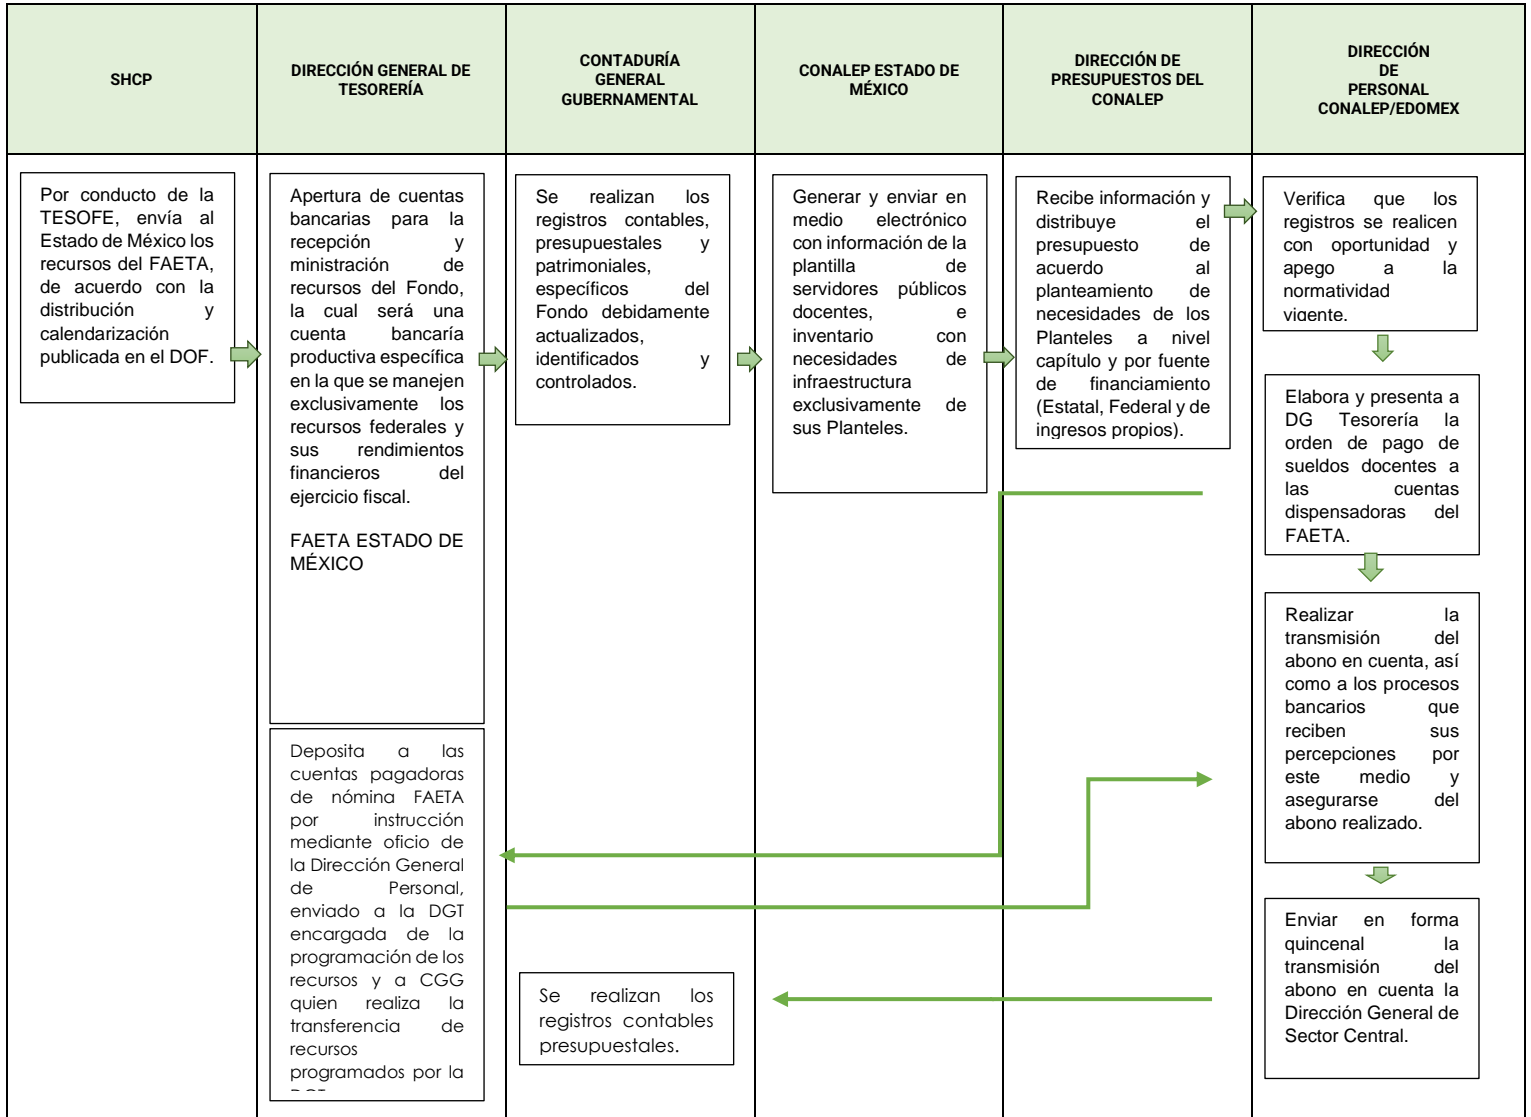 SHCP
DIRECCIÓN GENERAL DE
TESORERÍA
CONTADURÍA
GENERAL
GUBERNAMENTAL
CONALEP ESTADO DE
MÉXICO
DIRECCIÓN DE
PRESUPUESTOS DEL
CONALEP
DIRECCIÓN
DE
PERSONAL
CONALEP/EDOMEX
Por conducto de la
TESOFE, envía al
Estado de México los
recursos del FAETA,
de acuerdo con la
distribución y
calendarización
publicada en el DOF.
Apertura de cuentas
bancarias para la
recepción y
ministración de
recursos del Fondo,
la cual será una
cuenta bancaría
productiva específica
en la que se manejen
exclusivamente los
recursos federales y
sus rendimientos
financieros del
ejercicio fiscal.
FAETA ESTADO DE
MÉXICO
Deposita a las
cuentas pagadoras
de nómina FAETA
por instrucción
mediante oficio de
la Dirección General
de Personal,
enviado a la DGT
encargada de la
programación de los
recursos y a CGG
quien realiza la
transferencia de
recursos
programados por la
Se realizan los
registros contables,
presupuestales y
patrimoniales,
específicos del
Fondo debidamente
actualizados,
identificados y
controlados.
Se realizan los
registros contables
presupuestales.
Generar y enviar en
medio electrónico
con información de la
plantilla de
servidores públicos
docentes, e
inventario con
necesidades de
infraestructura
exclusivamente de
sus Planteles.
Recibe información y
distribuye el
presupuesto de
acuerdo al
planteamiento de
necesidades de los
Planteles a nivel
capítulo y por fuente
de financiamiento
(Estatal, Federal y de
ingresos propios).
Verifica que los
registros se realicen
con oportunidad y
apego a la
normatividad
vigente.
Elabora y presenta a
DG Tesorería la
orden de pago de
sueldos docentes a
las cuentas
dispensadoras del
FAETA.
Realizar la
transmisión del
abono en cuenta, así
como a los procesos
bancarios que
reciben sus
percepciones por
este medio y
asegurarse del
abono realizado.
Enviar en forma
quincenal la
transmisión del
abono en cuenta la
Dirección General de
Sector Central.